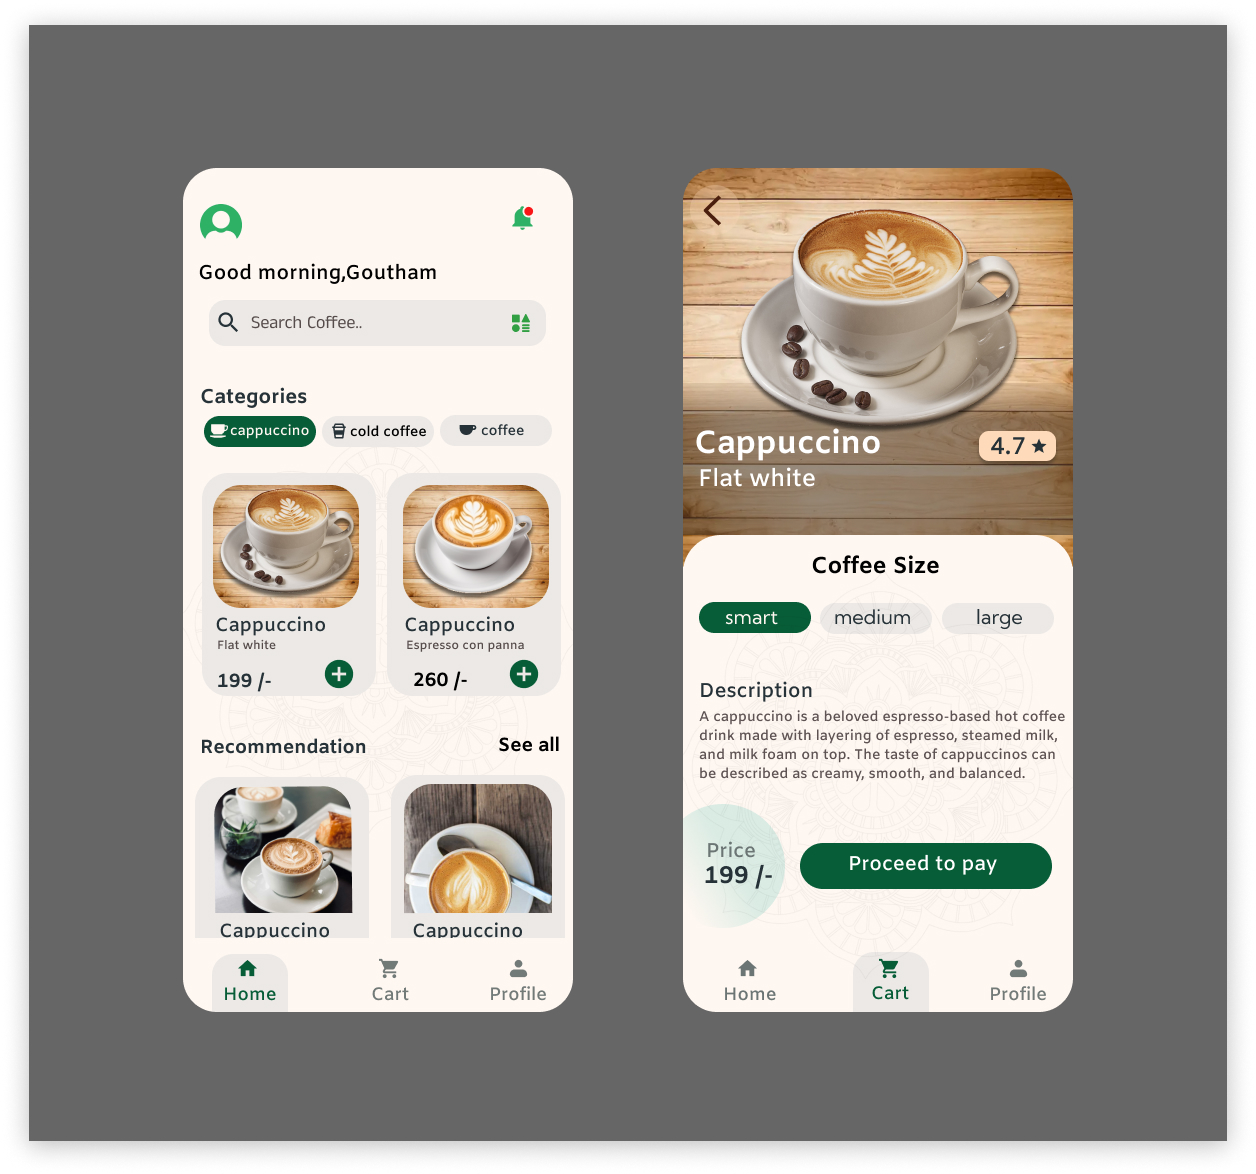 Good morning,Goutham
Search Coffee..
Categories
cappuccino
cold coffee
coffee
Cappuccino
Flat white
199 /-
Cappuccino
Espresso con panna
260 /-
Recommendation
See all
Cappuccino
Cappuccino
Home
Cart
Profile
Cappuccino
4.7
Flat white
Coffee Size
smart
medium
large
Description
A cappuccino is a beloved espresso-based hot coffee
drink made with layering of espresso, steamed milk,
and milk foam on top. The taste of cappuccinos can
be described as creamy, smooth, and balanced.
Price
199 /-
Proceed to pay
Home
Cart
Profile